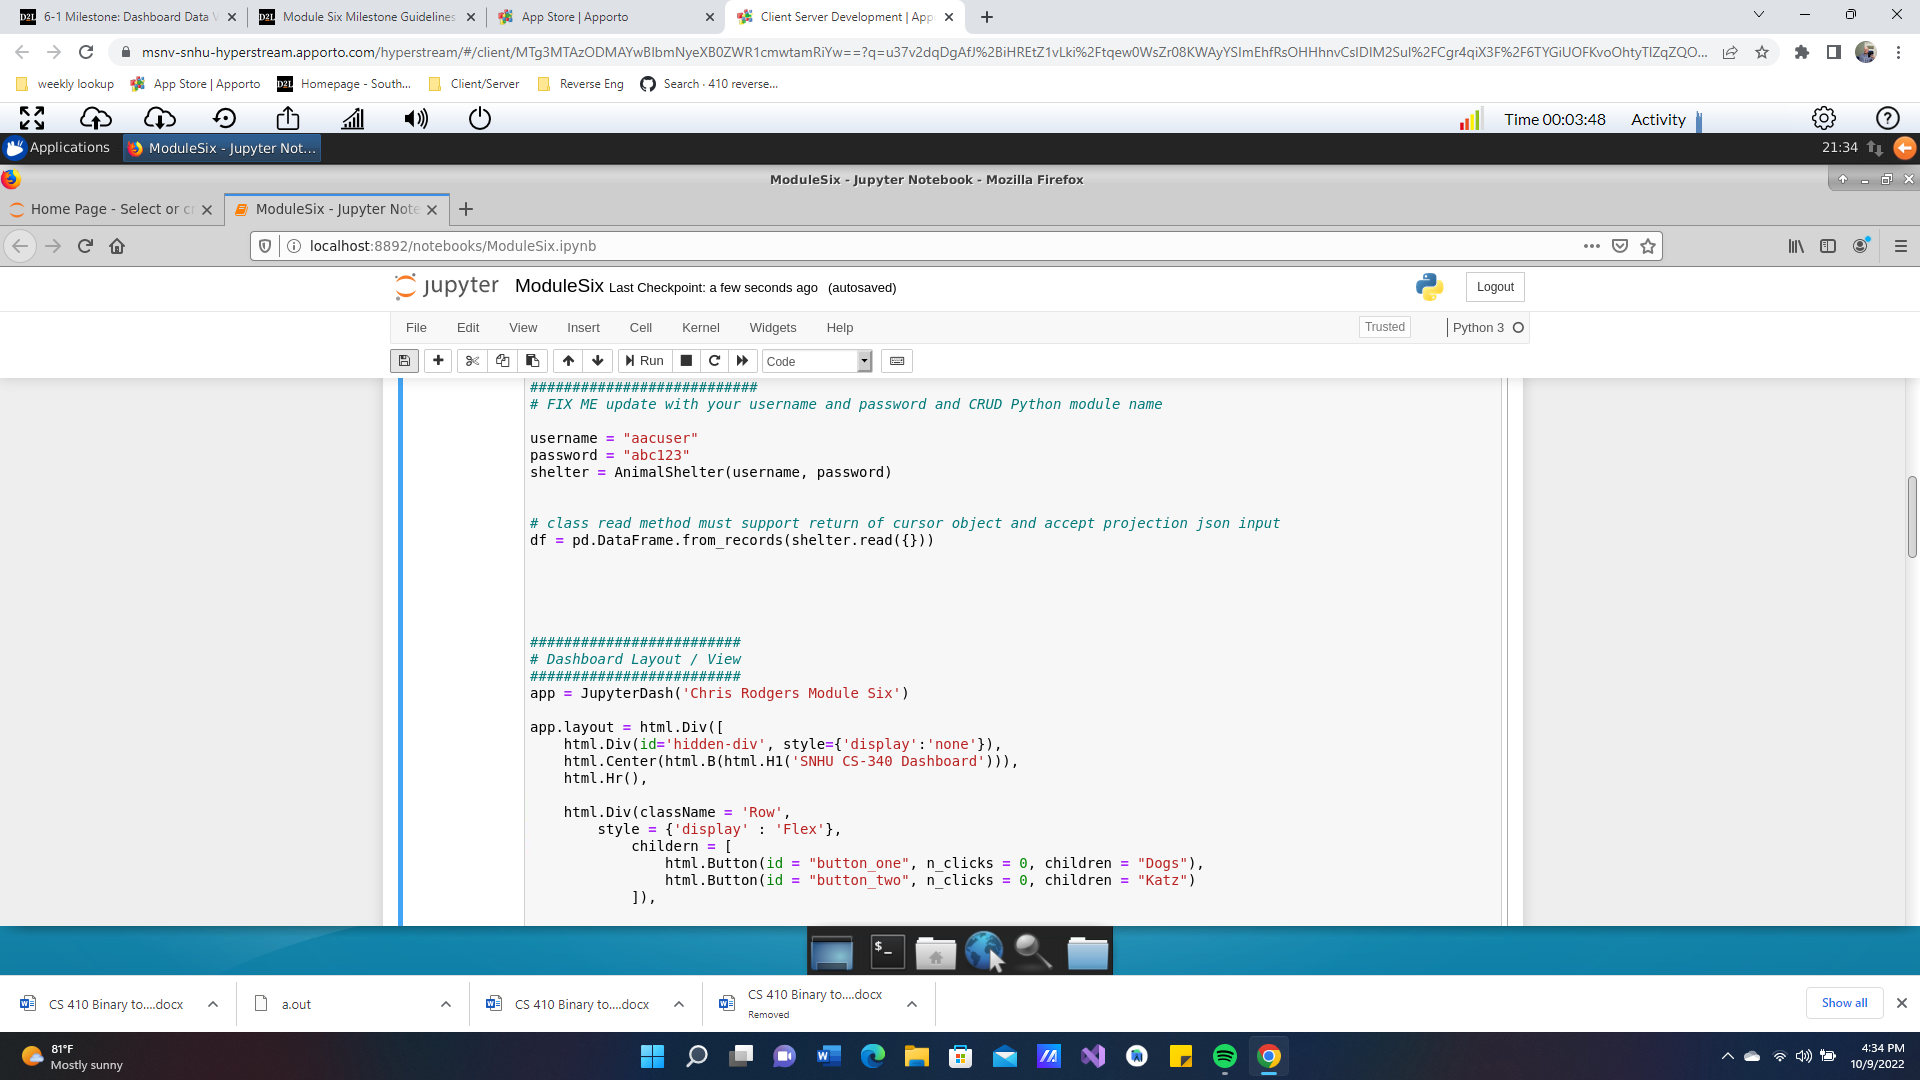 6-1 Milestone: Dashboard Data V
Module Six Milestone Guidelines
App Store | Apporto
Client Server Development | App
msnv-snhu-hyperstream.apporto.com/hyperstream/#/client/
weekly lookup
App Store | Apporto
Homepage - South...
Client/Server
Reverse Eng
Search · 410 reverse...
Time 00:03:48
Activity
Applications
ModuleSix - Jupyter Not...
21:34
ModuleSix - Jupyter Notebook - Mozilla Firefox
Home Page - Select or cr
ModuleSix - Jupyter Note
localhost:8892/notebooks/ModuleSix.ipynb
jupyter
ModuleSix Last Checkpoint: a few seconds ago (autosaved)
Logout
File Edit View Insert Cell Kernel Widgets Help
Trusted
Python 3
Run
Code
###########################
# FIX ME update with your username and password and CRUD Python module name
username = "aacuser"
password = "abc123"
shelter = AnimalShelter(username, password)
# class read method must support return of cursor object and accept projection json input
df = pd.DataFrame.from_records(shelter.read({}))
#########################
# Dashboard Layout / View
#########################
app = JupyterDash('Chris Rodgers Module Six')
app.layout = html.Div([
html.Div(id='hidden-div', style={'display':'none'}),
html.Center(html.B(html.H1('SNHU CS-340 Dashboard'))),
html.Hr(),
html.Div(className = 'Row',
style = {'display' : 'Flex'},
childern = [
html.Button(id = "button_one", n_clicks = 0, children = "Dogs"),
html.Button(id = "button_two", n_clicks = 0, children = "Katz")
]),
CS 410 Binary to....docx
a.out
CS 410 Binary to....docx
CS 410 Binary to....docx
Removed
Show all
81°F
Mostly sunny
4:34 PM
10/9/2022